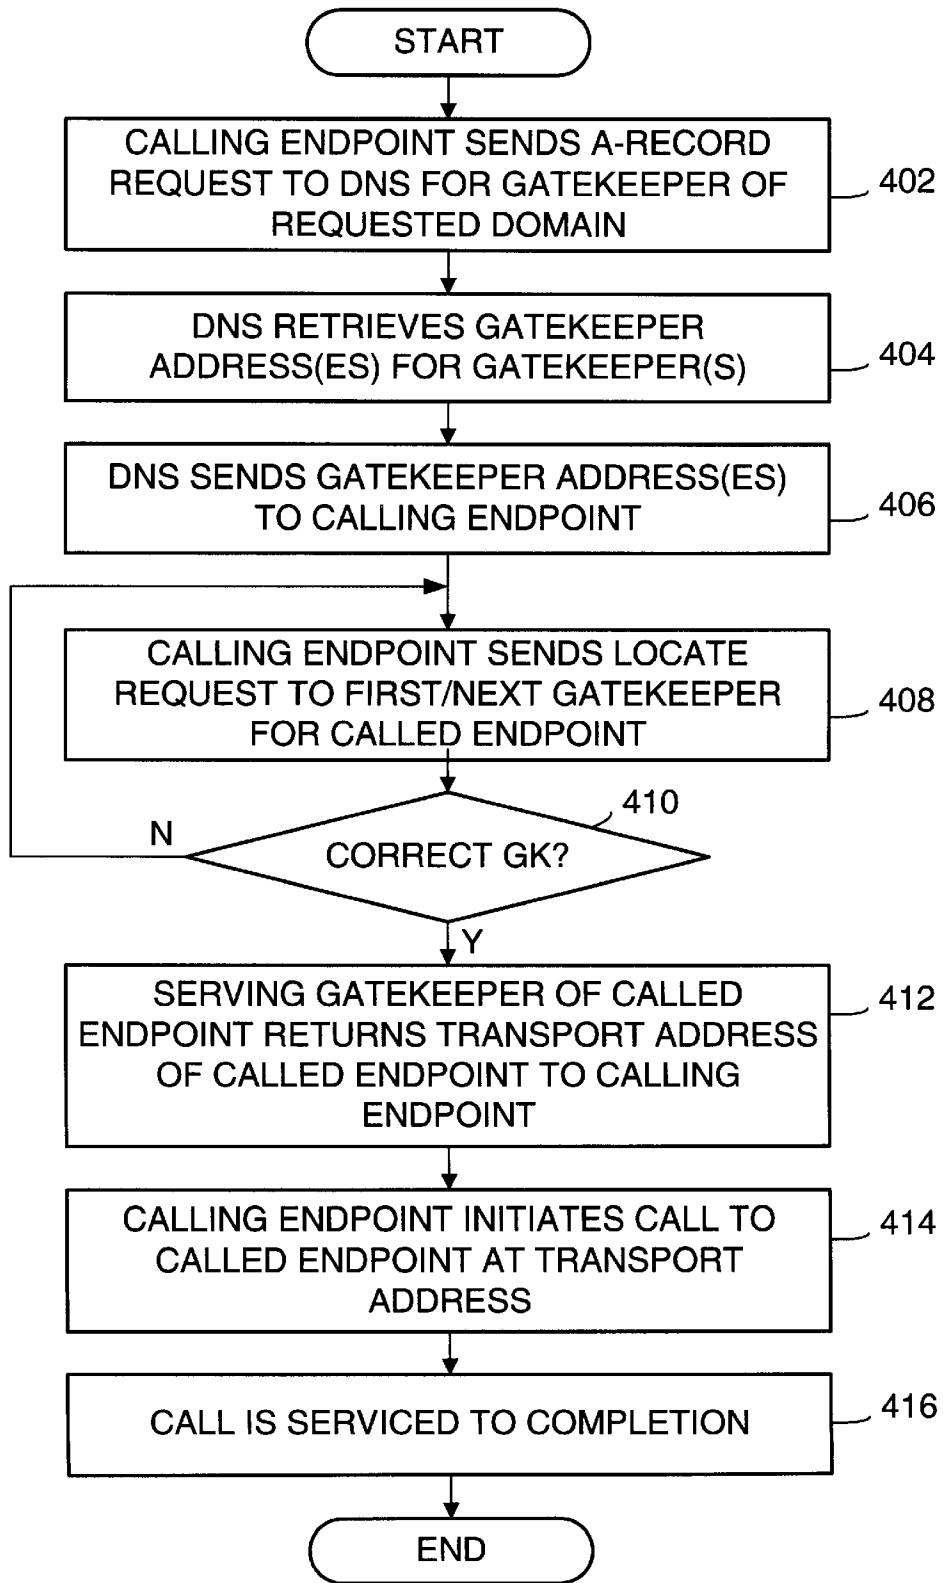 START
CALLING ENDPOINT SENDS A-RECORD
REQUEST TO DNS FOR GATEKEEPER OF
REQUESTED DOMAIN
402
DNS RETRIEVES GATEKEEPER
ADDRESS(ES) FOR GATEKEEPER(S)
404
DNS SENDS GATEKEEPER ADDRESS(ES)
TO CALLING ENDPOINT
406
CALLING ENDPOINT SENDS LOCATE
REQUEST TO FIRST/NEXT GATEKEEPER
FOR CALLED ENDPOINT
408
410
N
CORRECT GK?
Y
SERVING GATEKEEPER OF CALLED
ENDPOINT RETURNS TRANSPORT ADDRESS
OF CALLED ENDPOINT TO CALLING
ENDPOINT
412
CALLING ENDPOINT INITIATES CALL TO
CALLED ENDPOINT AT TRANSPORT
ADDRESS
414
CALL IS SERVICED TO COMPLETION
416
END